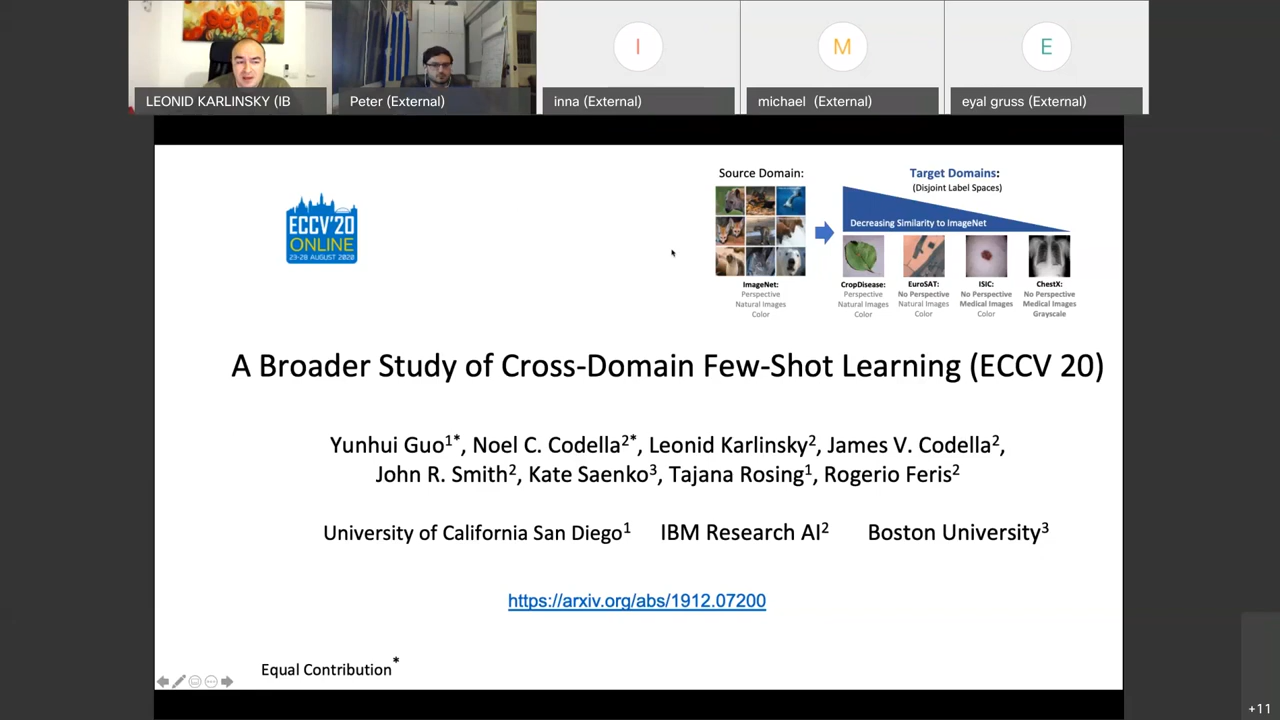 I
M
E
LEONID KARLINSKY (IB
Peter (External)
inna (External)
michael (External)
eyal gruss (External)
ECCV'20
ONLINE
23-28 AUGUST 2020
Source Domain:
ImageNet:
Perspective
Natural Images
Color
Target Domains:
(Disjoint Label Spaces)
Decreasing Similarity to ImageNet
CropDisease:
Perspective
Natural Images
Color
EuroSAT:
No Perspective
Natural Images
Color
ISIC:
No Perspective
Medical Images
Color
ChestX:
No Perspective
Medical Images
Grayscale
A Broader Study of Cross-Domain Few-Shot Learning (ECCV 20)
Yunhui Guo¹*, Noel C. Codella²*, Leonid Karlinsky², James V. Codella²,
John R. Smith², Kate Saenko³, Tajana Rosing¹, Rogerio Feris²
University of California San Diego¹ IBM Research AI² Boston University³
https://arxiv.org/abs/1912.07200
Equal Contribution*
+11